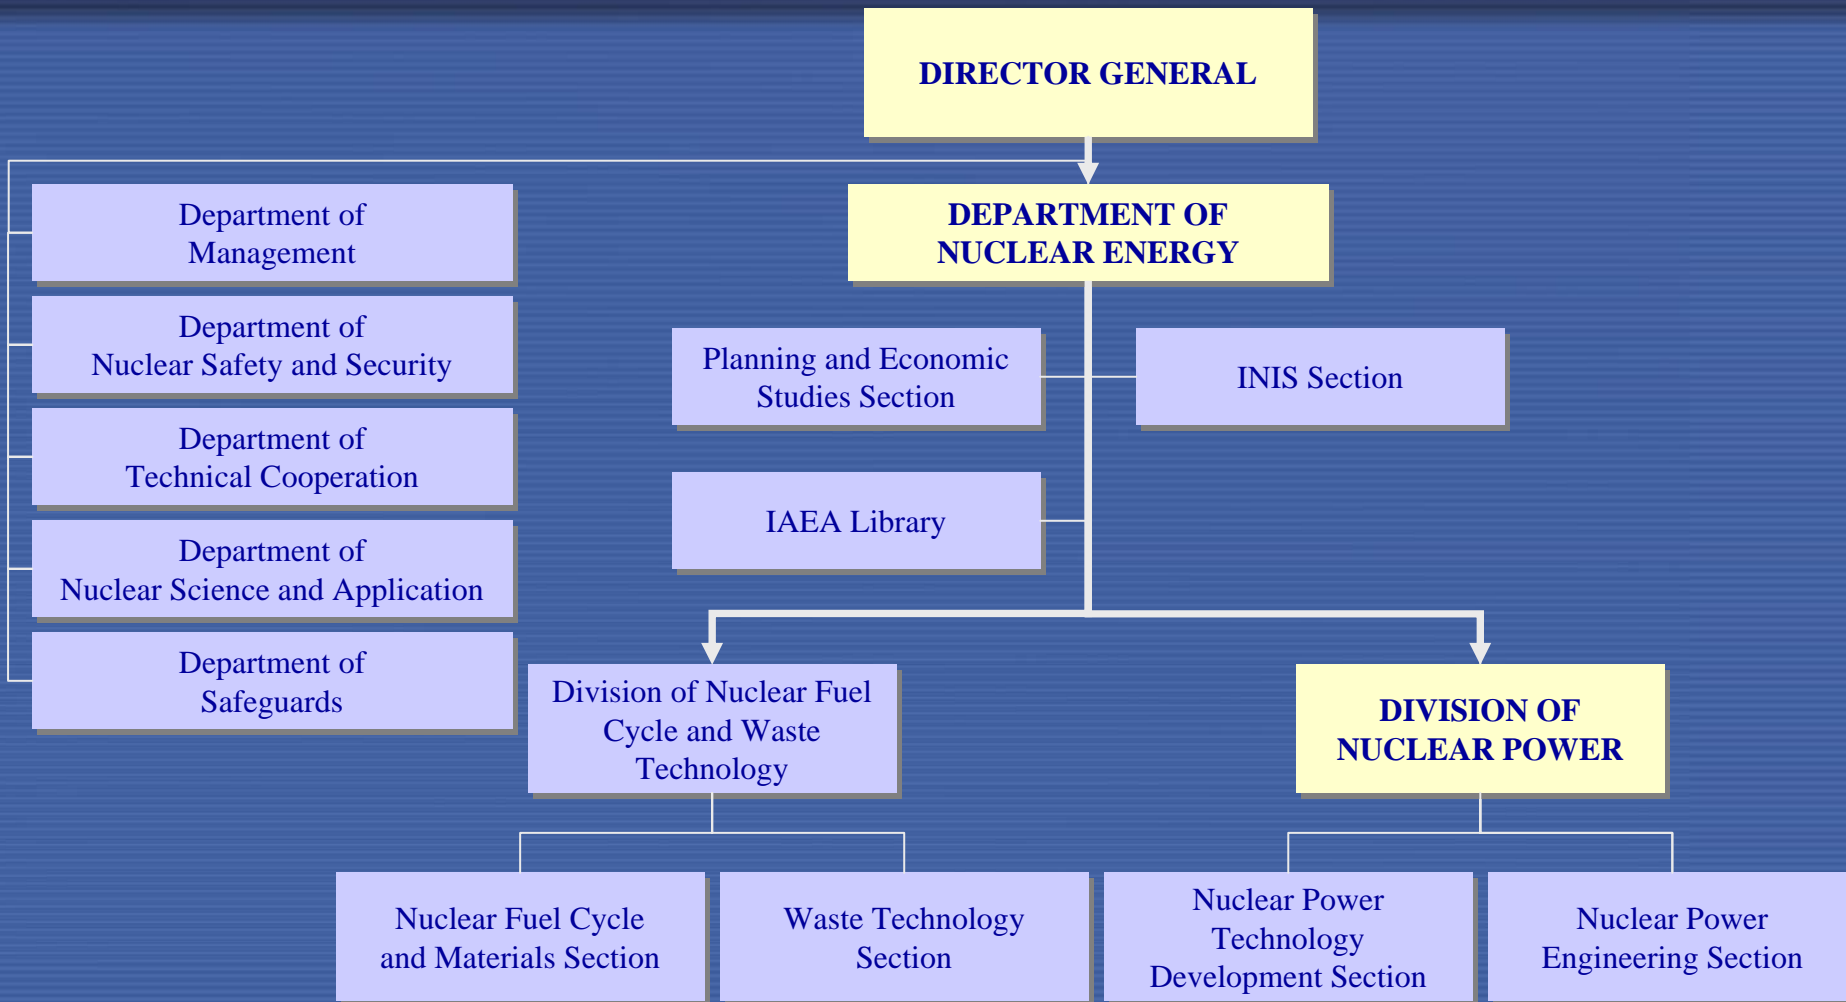 DIRECTOR GENERAL
Department of
Management
Department of
Nuclear Safety and Security
Department of
Technical Cooperation
Department of
Nuclear Science and Application
Department of
Safeguards
DEPARTMENT OF
NUCLEAR ENERGY
Planning and Economic
Studies Section
INIS Section
IAEA Library
Division of Nuclear Fuel
Cycle and Waste
Technology
DIVISION OF
NUCLEAR POWER
Nuclear Fuel Cycle
and Materials Section
Waste Technology
Section
Nuclear Power
Technology
Development Section
Nuclear Power
Engineering Section